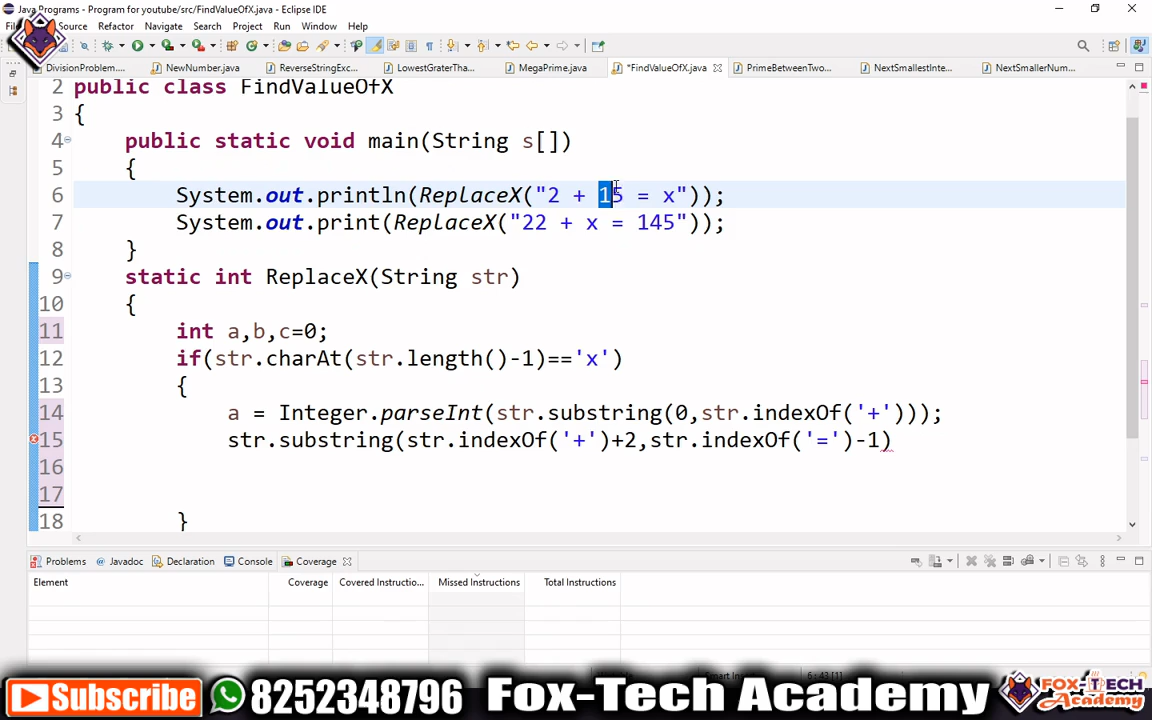 Java Programs - Program for youtube/src/FindValueOfX.java - Eclipse IDE
Source Refactor Navigate Search Project Run Window Help
DivisionProblem.... NewNumber.java ReverseStringExc... LowestGraterTha... MegaPrime.java *FindValueOfX.java PrimeBetweenTwo... NextSmallestInte... NextSmallerNum...
2 public class FindValueOfX
3 {
4 public static void main(String s[])
5 {
6 System.out.println(ReplaceX("2 + 15 = x"));
7 System.out.print(ReplaceX("22 + x = 145"));
8 }
9 static int ReplaceX(String str)
10 {
11 int a,b,c=0;
12 if(str.charAt(str.length()-1)=='x')
13 {
14 a = Integer.parseInt(str.substring(0,str.indexOf('+')));
15 str.substring(str.indexOf('+')+2,str.indexOf('=')-1)
16
17
18 }
Problems Javadoc Declaration Console Coverage
Element Coverage Covered Instructio... Missed Instructions Total Instructions
Subscribe 8252348796 Fox-Tech Academy FOX-TECH Academy